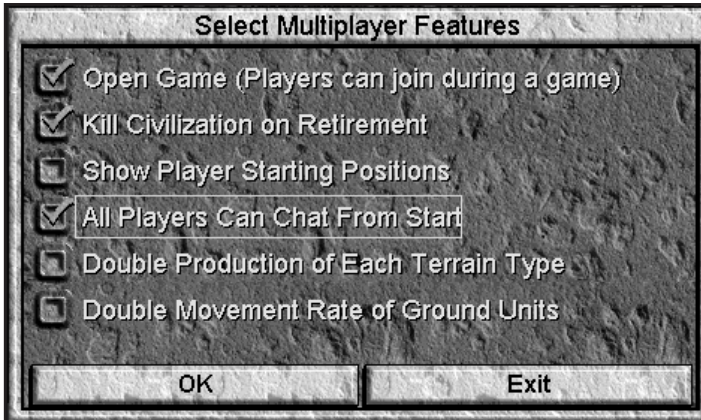 Select Multiplayer Features
Open Game (Players can join during a game)
Kill Civilization on Retirement
Show Player Starting Positions
All Players Can Chat From Start
Double Production of Each Terrain Type
Double Movement Rate of Ground Units
OK
Exit